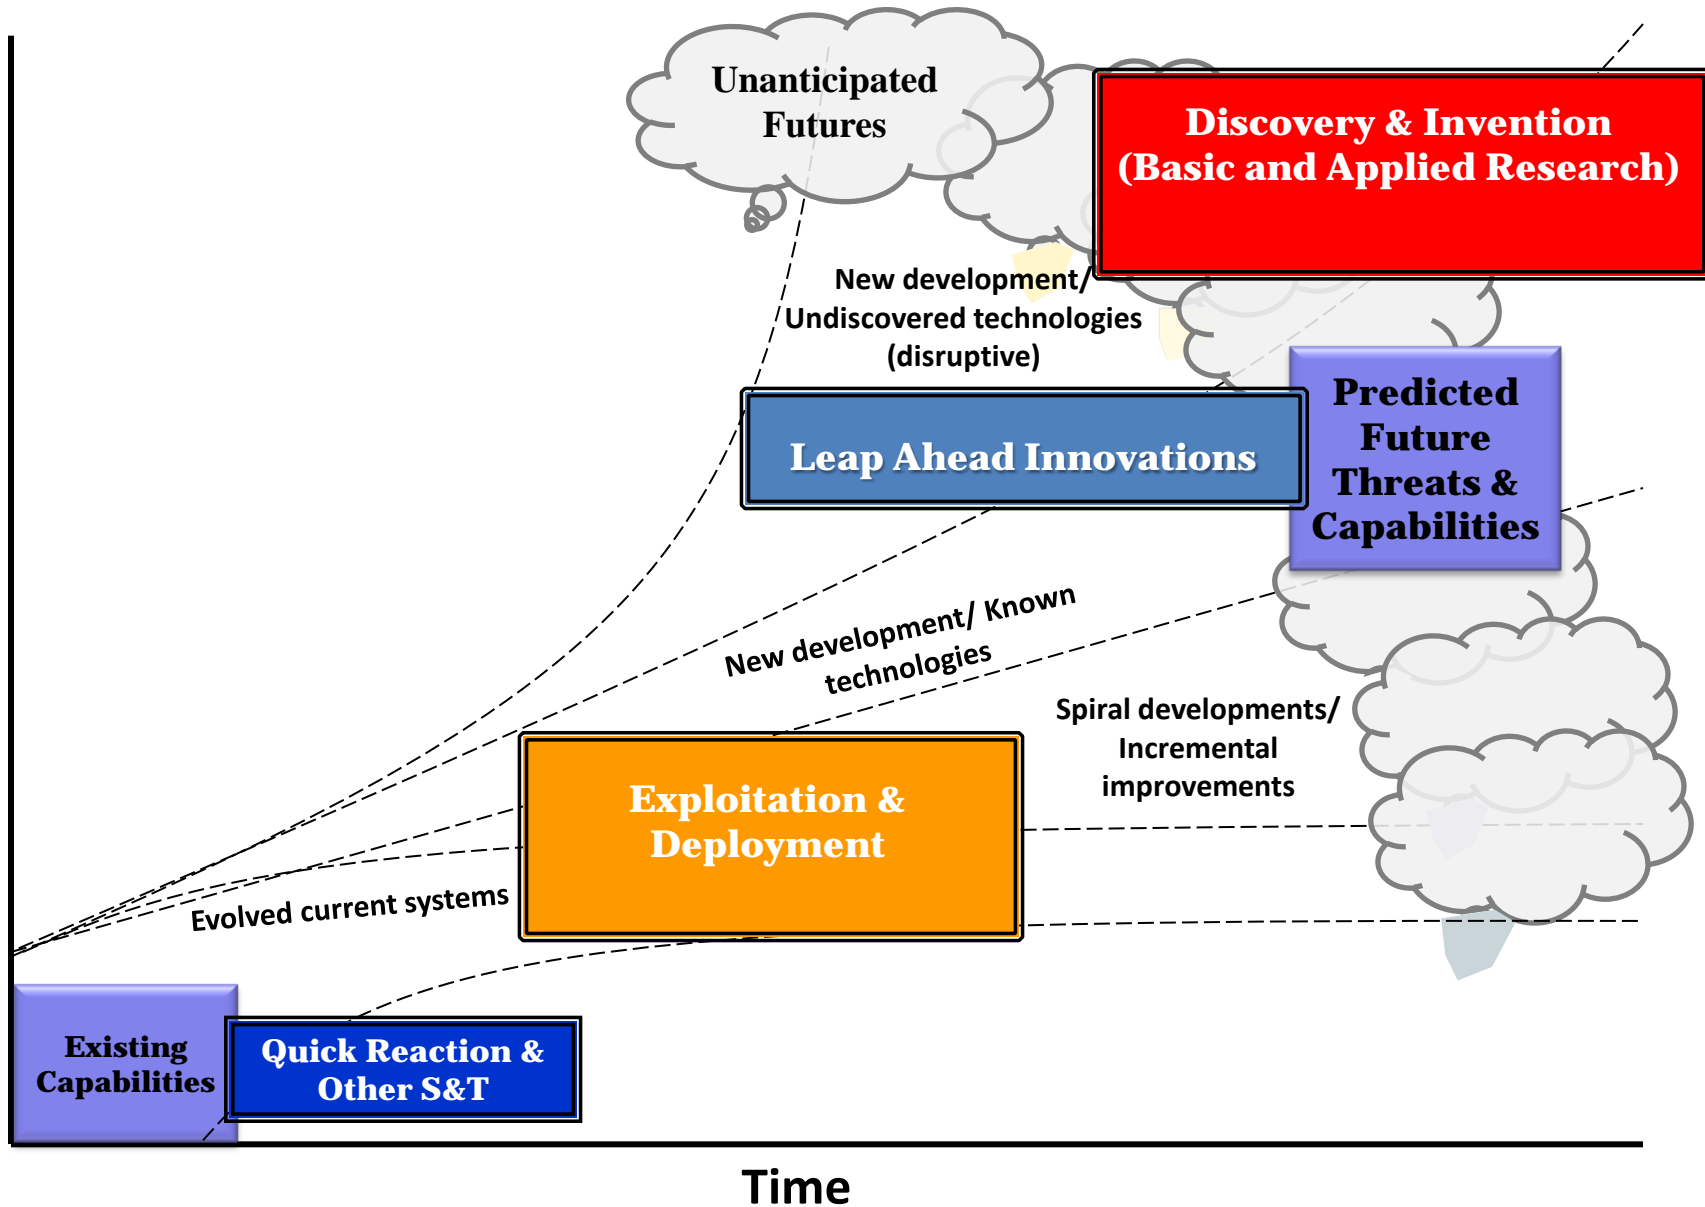 Unanticipated
Futures
Discovery & Invention
(Basic and Applied Research)
New development/
Undiscovered technologies
(disruptive)
Leap Ahead Innovations
Predicted
Future
Threats &
Capabilities
New development/ Known
technologies
Spiral developments/
Incremental
improvements
Exploitation &
Deployment
Evolved current systems
Existing
Capabilities
Quick Reaction &
Other S&T
Time